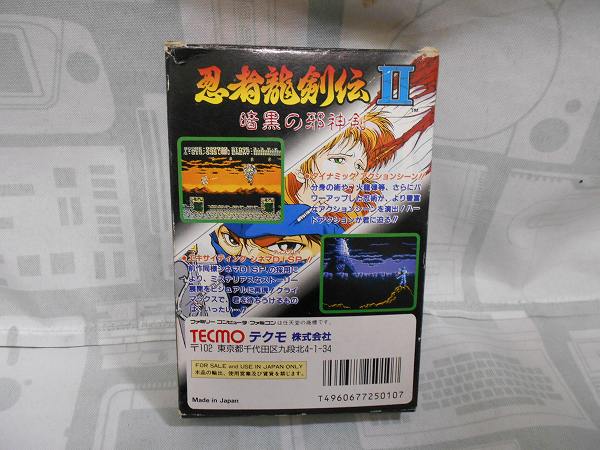 忍者龍剣伝II
TM
暗黒の邪神剣
ダイナミック アクションシーン!!
分身の術や、火龍弾等、さらにパ
ワーアップした忍術が、より豊富
なアクションシーンを演出!ハー
ドアクションが君に迫る!!
エキサイティング シネマDISP.!!
前作同様シネマDISP.の採用に
より、ミステリアスなストーリー
展開をビジュアルに再現!クライ
マックスで、君を待ちうけるもの
はいったい…?!
ファミリーコンピュータ・ファミコンは任天堂の商標です。
TECMO テクモ 株式会社
〒102 東京都千代田区九段北4-1-34
FOR SALE and USE IN JAPAN ONLY
本品の輸出、使用営業及び賃貸を禁じます。
Made in Japan
T4960677250107